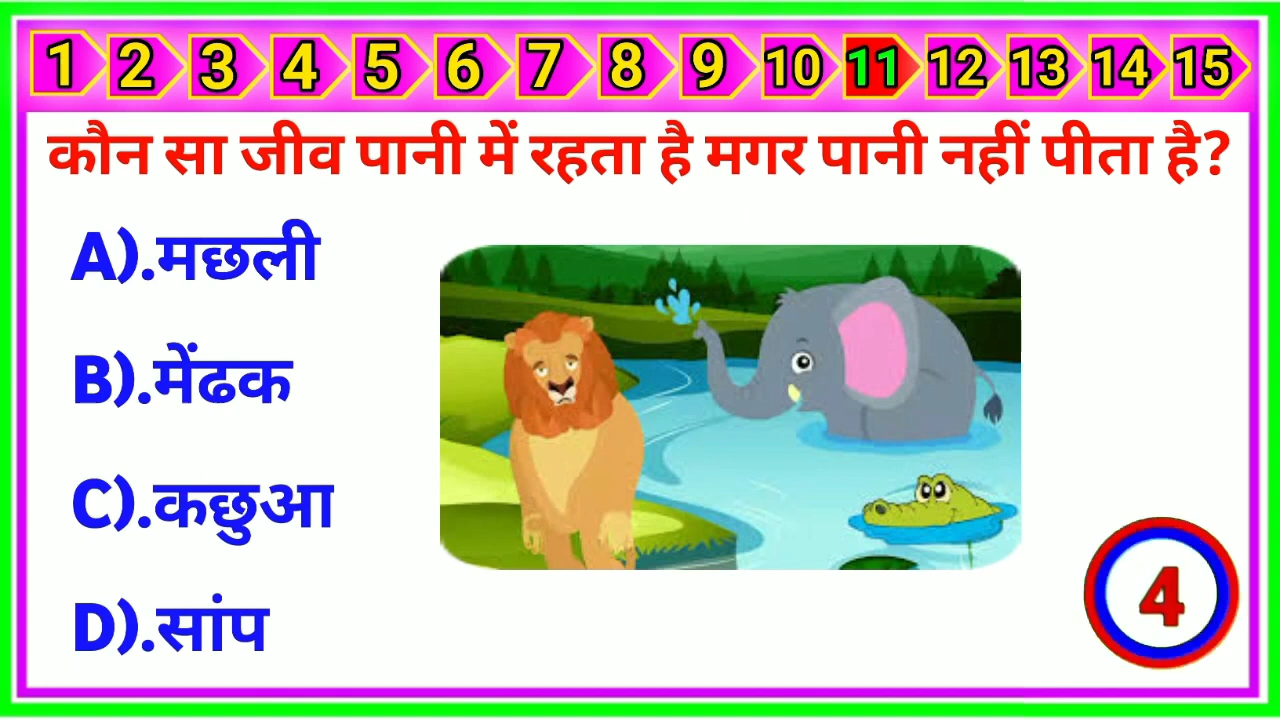 1 2 3 4 5 6 7 8 9 10 11 12 13 14 15
कौन सा जीव पानी में रहता है मगर पानी नहीं पीता है?
A).मछली
B).मेंढक
C).कछुआ
D).सांप
4